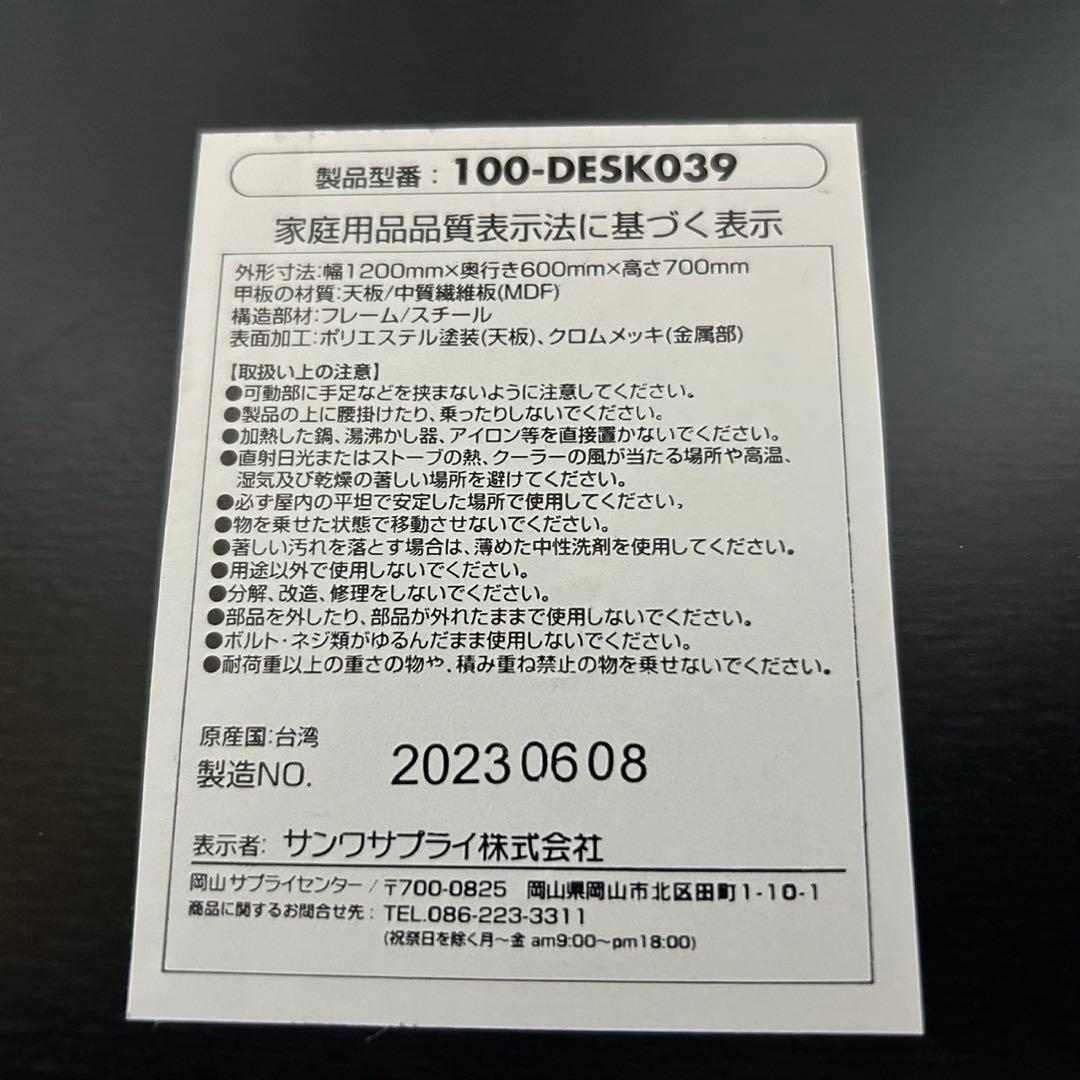 製品型番 : 100-DESK039
家庭用品品質表示法に基づく表示
外形寸法:幅1200mm×奥行き600mm×高さ700mm
甲板の材質:天板/中質繊維板(MDF)
構造部材:フレーム/スチール
表面加工:ポリエステル塗装(天板)、クロムメッキ(金属部)
【取扱い上の注意】
●可動部に手足などを挟まないように注意してください。
●製品の上に腰掛けたり、乗ったりしないでください。
●加熱した鍋、湯沸かし器、アイロン等を直接置かないでください。
●直射日光またはストーブの熱、クーラーの風が当たる場所や高温、
湿気及び乾燥の著しい場所を避けてください。
●必ず屋内の平坦で安定した場所で使用してください。
●物を乗せた状態で移動させないでください。
●著しい汚れを落とす場合は、薄めた中性洗剤を使用してください。
●用途以外で使用しないでください。
●分解、改造、修理をしないでください。
●部品を外したり、部品が外れたままで使用しないでください。
●ボルト・ネジ類がゆるんだまま使用しないでください。
●耐荷重以上の重さの物や、積み重ね禁止の物を乗せないでください。
原産国:台湾
製造NO. 20230608
表示者: サンワサプライ株式会社
岡山サプライセンター / 〒700-0825 岡山県岡山市北区田町1-10-1
商品に関するお問合せ先 : TEL.086-223-3311
(祝祭日を除く月～金 am9:00～pm18:00)